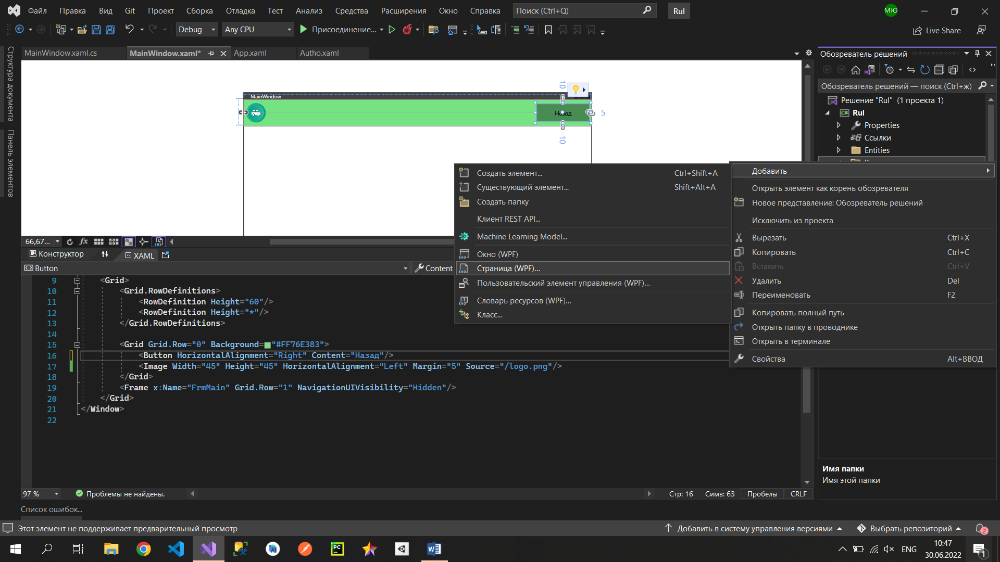 Файл Правка Вид Git Проект Сборка Отладка Тест Анализ Средства Расширения Окно Справка Поиск (Ctrl+Q) Rul МЮ
Debug Any CPU Присоединение... Live Share
Структура документа
Панель элементов
MainWindow.xaml.cs MainWindow.xaml* App.xaml Autho.xaml
MainWindow
Назад
10
5
10
Обозреватель решений
Обозреватель решений — поиск (Ctrl+ж)
Решение "Rul" (1 проекта 1)
C# Rul
Properties
Ссылки
Entities
Создать элемент... Ctrl+Shift+A
Существующий элемент... Shift+Alt+A
Создать папку
Клиент REST API...
Machine Learning Model...
Окно (WPF)
Страница (WPF)...
Пользовательский элемент управления (WPF)...
Словарь ресурсов (WPF)...
Класс...
Добавить
Открыть элемент как корень обозревателя
Новое представление: Обозреватель решений
Исключить из проекта
Вырезать Ctrl+X
Копировать Ctrl+C
Вставить Ctrl+V
Удалить Del
Переименовать F2
Копировать полный путь
Открыть папку в проводнике
Открыть в терминале
Свойства Alt+ВВОД
66,67... fx
Конструктор XAML
Button Content
9 <Grid>
10 <Grid.RowDefinitions>
11 <RowDefinition Height="60"/>
12 <RowDefinition Height="*"/>
13 </Grid.RowDefinitions>
14
15 <Grid Grid.Row="0" Background="#FF76E383">
16 <Button HorizontalAlignment="Right" Content="Назад"/>
17 <Image Width="45" Height="45" HorizontalAlignment="Left" Margin="5" Source="/logo.png"/>
18 </Grid>
19 <Frame x:Name="FrmMain" Grid.Row="1" NavigationUIVisibility="Hidden"/>
20 </Grid>
21 </Window>
22
Имя папки
Имя этой папки
97 % Проблемы не найдены. Стр: 16 Симв: 63 Пробелы CRLF
Список ошибок...
Этот элемент не поддерживает предварительный просмотр Добавить в систему управления версиями Выбрать репозиторий 2
PC W ENG 10:47
30.06.2022 1